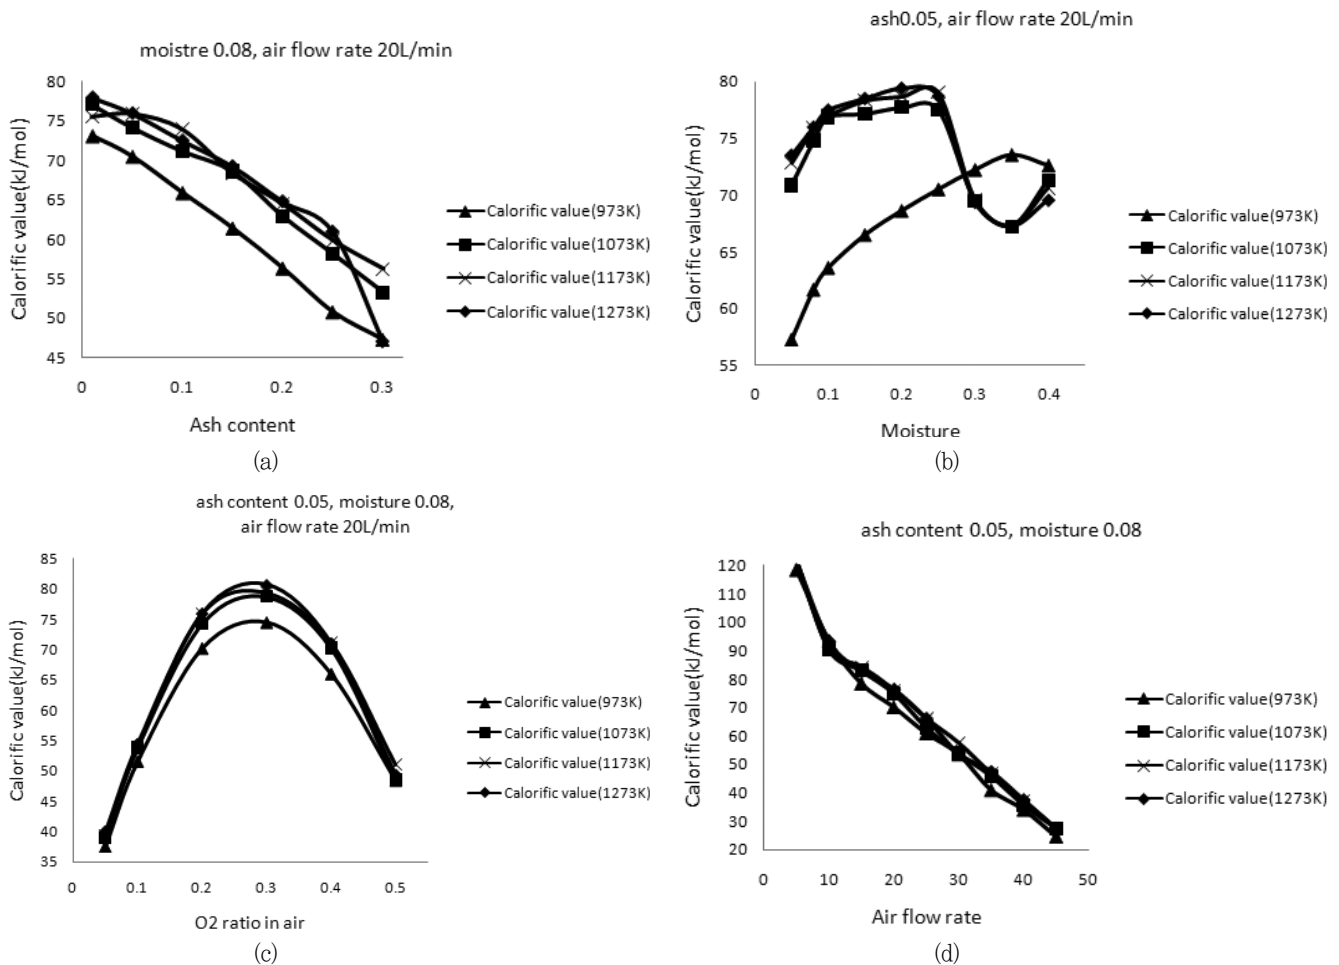 moistre 0.08, air flow rate 20L/min
Calorific value(kJ/mol)
80
75
70
65
60
55
50
45
0
0.1
0.2
0.3
Ash content
Calorific value(973K)
Calorific value(1073K)
Calorific value(1173K)
Calorific value(1273K)
(a)
ash0.05, air flow rate 20L/min
Calorific value(kJ/mol)
80
75
70
65
60
55
0
0.1
0.2
0.3
0.4
Moisture
Calorific value(973K)
Calorific value(1073K)
Calorific value(1173K)
Calorific value(1273K)
(b)
ash content 0.05, moisture 0.08,
air flow rate 20L/min
Calorific value(kJ/mol)
85
80
75
70
65
60
55
50
45
40
35
0
0.1
0.2
0.3
0.4
0.5
O2 ratio in air
Calorific value(973K)
Calorific value(1073K)
Calorific value(1173K)
Calorific value(1273K)
(c)
ash content 0.05, moisture 0.08
Calorific value(kJ/mol)
120
110
100
90
80
70
60
50
40
30
20
0
10
20
30
40
50
Air flow rate
Calorific value(973K)
Calorific value(1073K)
Calorific value(1173K)
Calorific value(1273K)
(d)